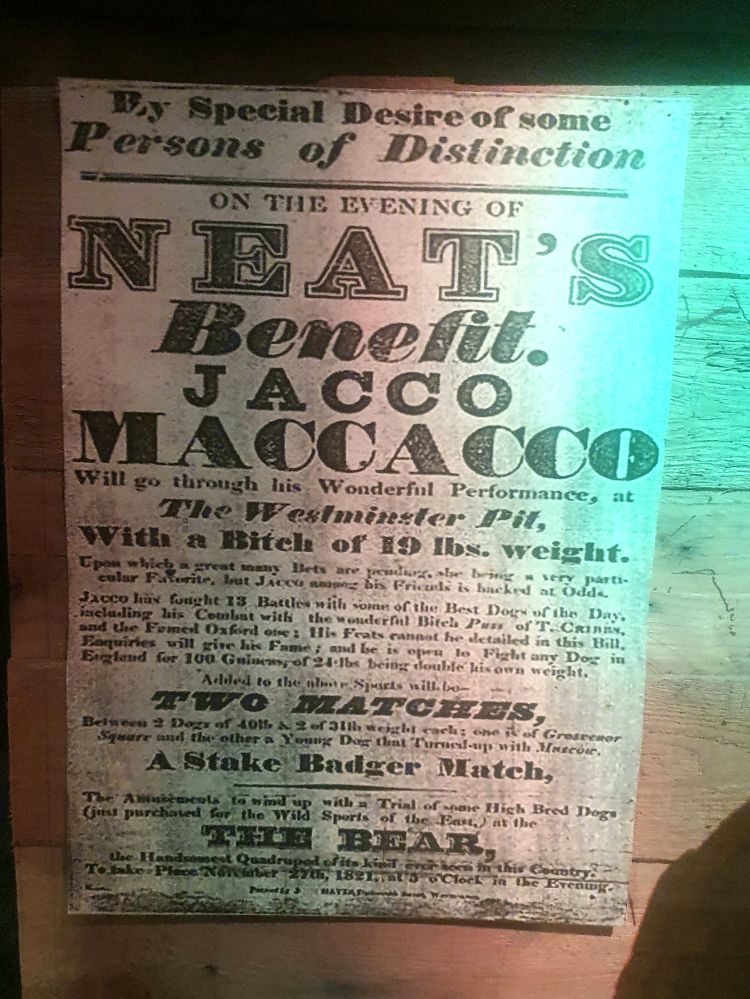 By Special Desire of some
Persons of Distinction
ON THE EVENING OF
NEAT'S
Benefit.
JACCO
MACCACCO
Will go through his Wonderful Performance, at
The Westminster Pit,
With a Bitch of 19 lbs. weight.
Upon which a great many Bets are pending, she being a very parti-
cular Favorite, but JACCO among his Friends is backed at Odds.
JACCO has fought 13 Battles with some of the Best Dogs of the Day,
including his Combat with the wonderful Bitch Puss, of T. CRIBBS,
and the Famed Oxford one; His Feats cannot be detailed in this Bill,
Enquiries will give his Fame; and he is open to Fight any Dog in
England for 100 Guineas, of 24 lbs being double his own weight.
Added to the above Sports will be
TWO MATCHES,
Between 2 Dogs of 40lb & 2 of 31lb weight each; one is of Grosvenor
Square and the other a Young Dog that Turned-up with Muscow.
A Stake Badger Match,
The Amusements to wind up with a Trial of some High Bred Dogs
(just purchased for the Wild Sports of the East,) at the
THE BEAR,
the Handsomest Quadruped of its kind ever seen in this Country.
To take Place November 27th, 1821, at 5 o'Clock in the Evening.
Printed by HAYES, Street,